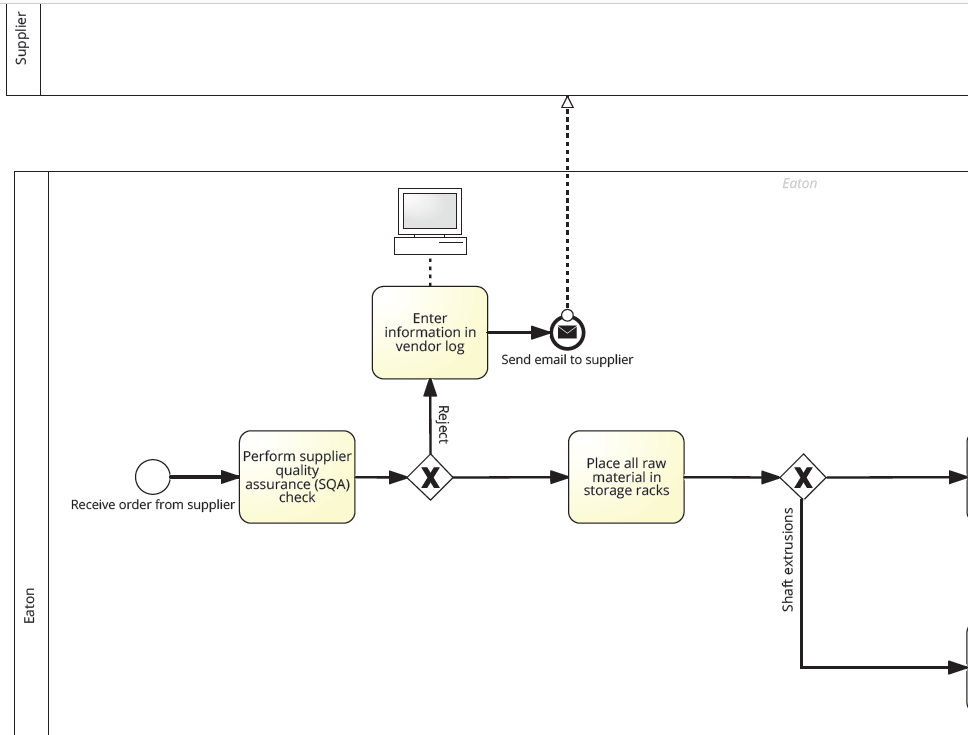 Supplier
Eaton
Enter
information in
vendor log
Send email to supplier
Reject
Perform supplier
quality
assurance (SQA)
check
Place all raw
material in
storage racks
Receive order from supplier
Shaft extrusions
Eaton